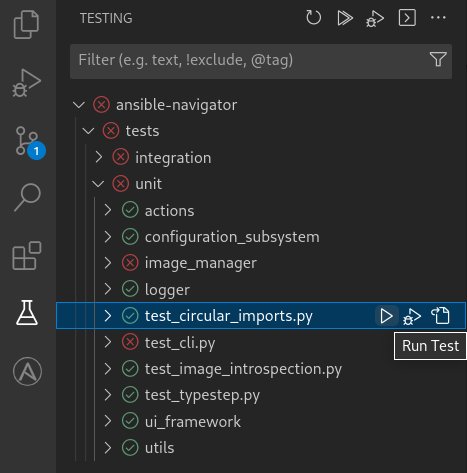 TESTING
Filter (e.g. text, !exclude, @tag)
ansible-navigator
tests
integration
unit
actions
configuration_subsystem
image_manager
logger
test_circular_imports.py
test_cli.py
Run Test
test_image_introspection.py
test_typestep.py
ui_framework
utils
1
A